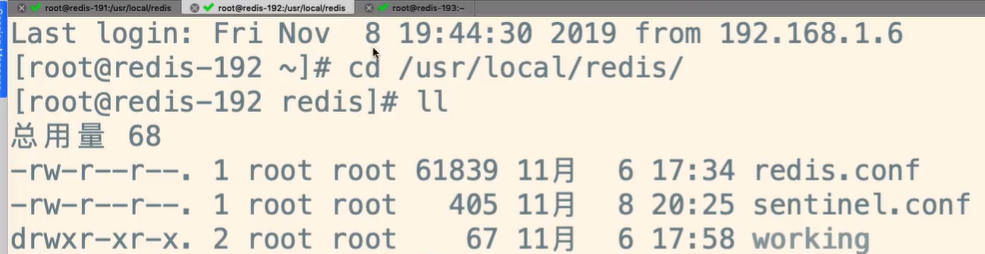 root@redis-191:/usr/local/redis root@redis-192:/usr/local/redis root@redis-193:~
Last login: Fri Nov  8 19:44:30 2019 from 192.168.1.6
[root@redis-192 ~]# cd /usr/local/redis/
[root@redis-192 redis]# ll
总用量 68
-rw-r--r--. 1 root root 61839 11月  6 17:34 redis.conf
-rw-r--r--. 1 root root   405 11月  8 20:25 sentinel.conf
drwxr-xr-x. 2 root root    67 11月  6 17:58 working